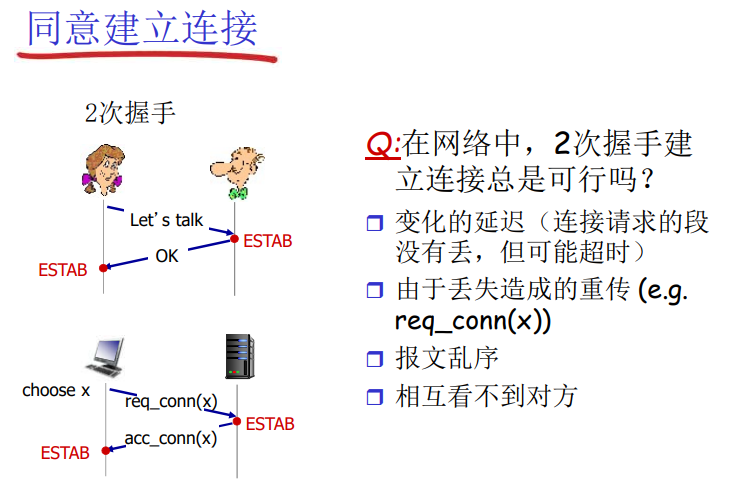 同意建立连接
2次握手
Let's talk
ESTAB
OK
ESTAB
choose x
req_conn(x)
ESTAB
acc_conn(x)
ESTAB
Q:在网络中，2次握手建
立连接总是可行吗？
变化的延迟（连接请求的段
没有丢，但可能超时）
由于丢失造成的重传 (e.g.
req_conn(x))
报文乱序
相互看不到对方